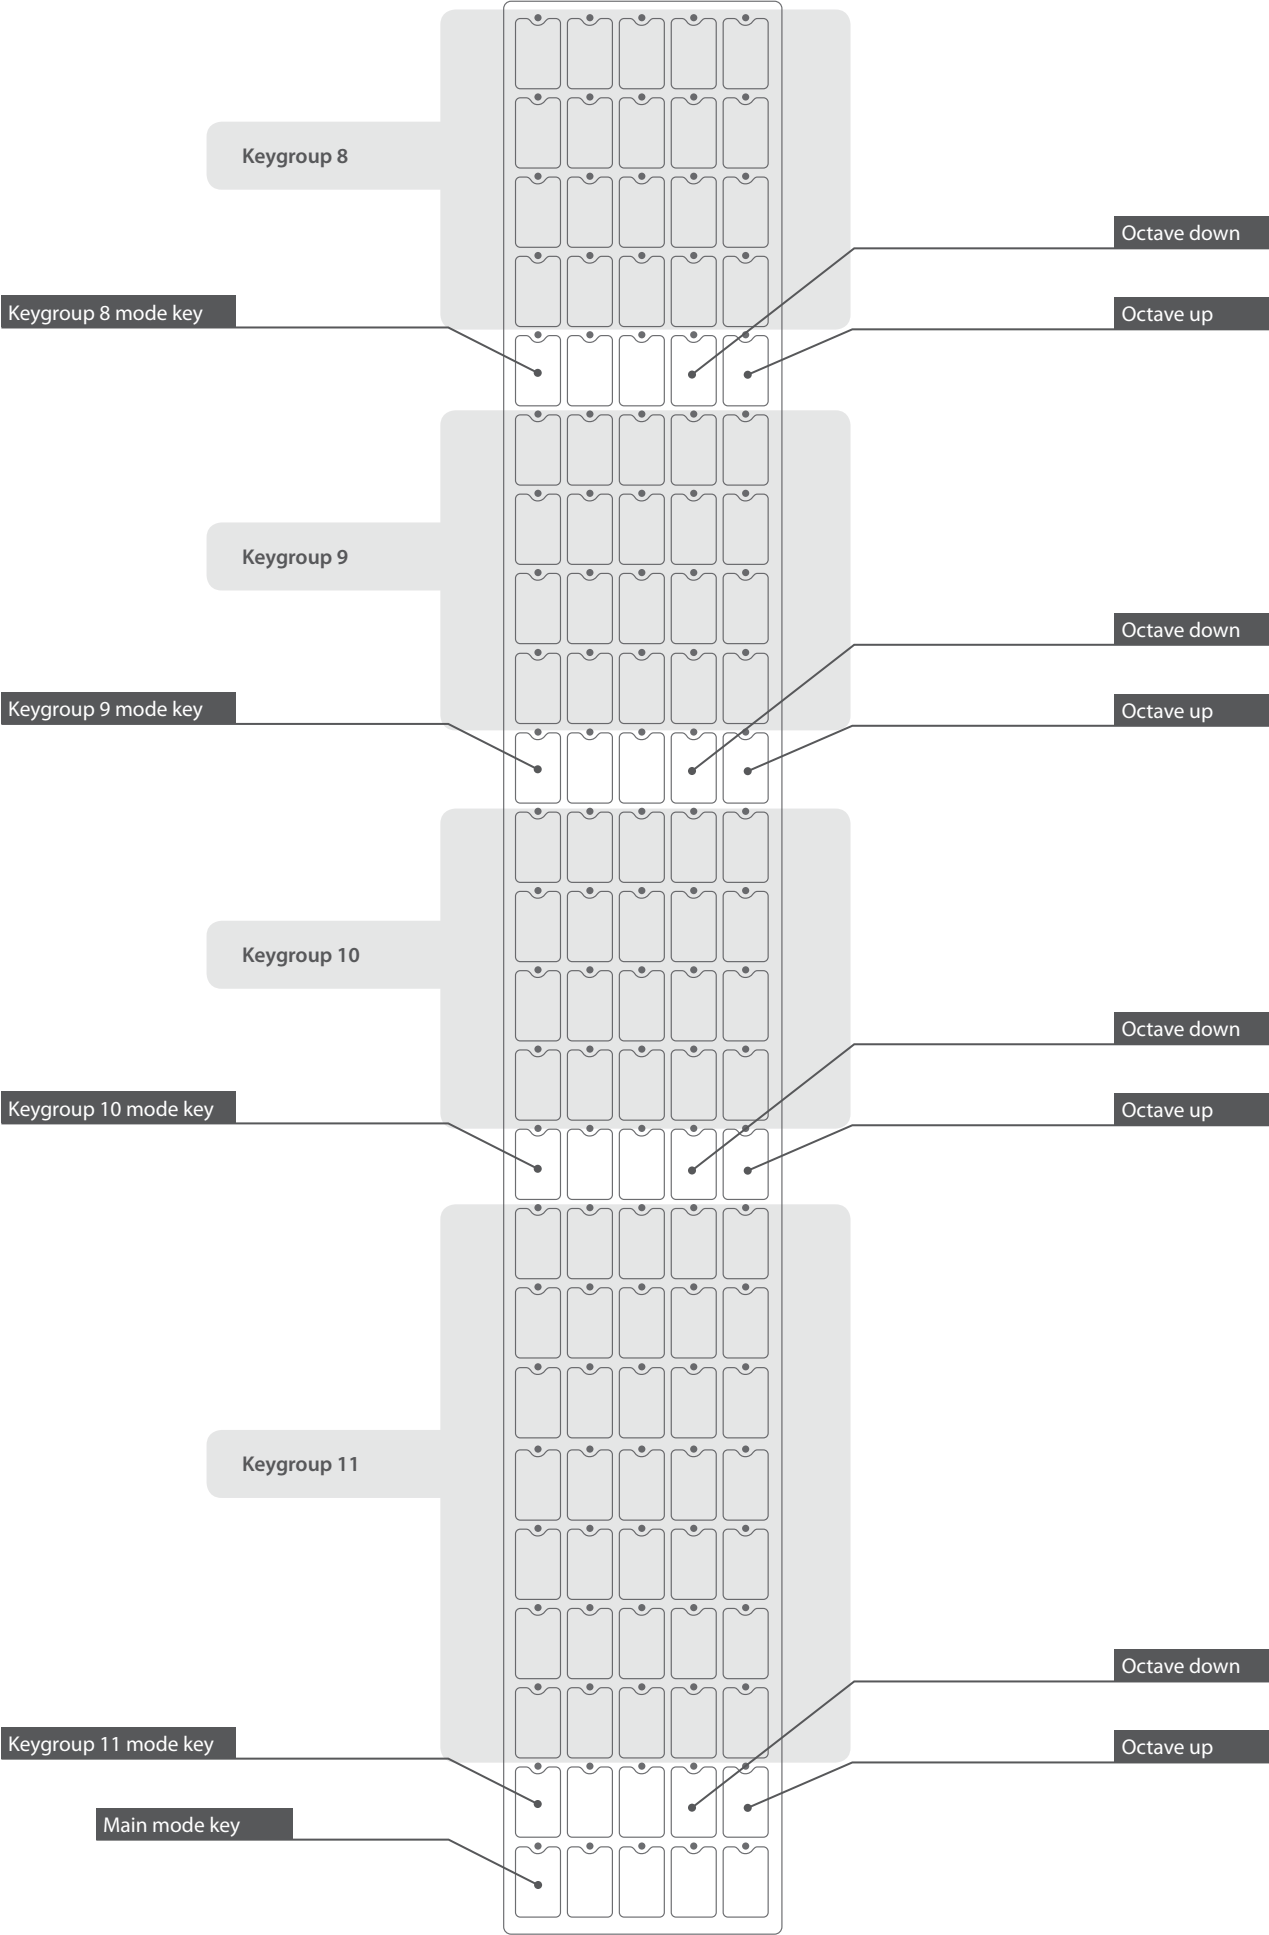 Keygroup 8
Octave down
Keygroup 8 mode key
Octave up
Keygroup 9
Octave down
Keygroup 9 mode key
Octave up
Keygroup 10
Octave down
Keygroup 10 mode key
Octave up
Keygroup 11
Octave down
Keygroup 11 mode key
Octave up
Main mode key